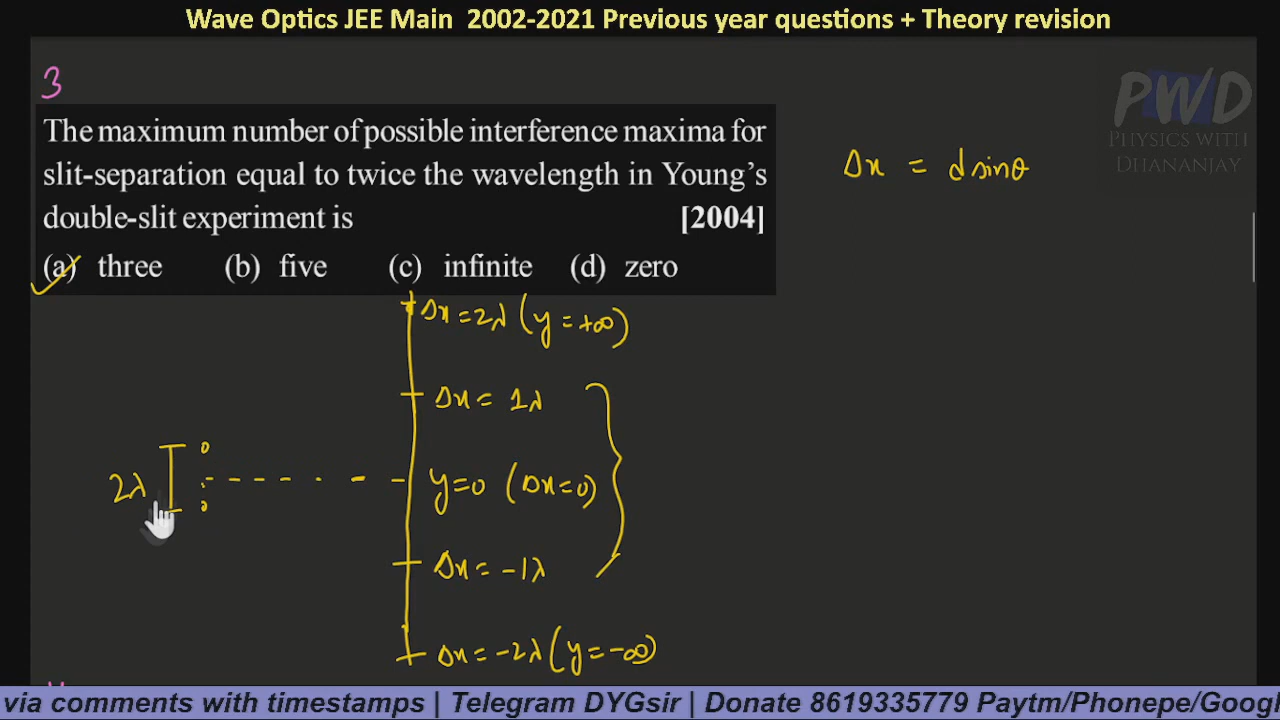 Wave Optics JEE Main 2002-2021 Previous year questions + Theory revision
3
PWD
PHYSICS WITH
DHANANJAY
The maximum number of possible interference maxima for
slit-separation equal to twice the wavelength in Young's
double-slit experiment is [2004]
(a) three (b) five (c) infinite (d) zero
Δx = d sinθ
Δx = 2λ (y = +∞)
Δx = 1λ
2λ
y=0 (Δx=0)
Δx = -1λ
Δx = -2λ (y = -∞)
via comments with timestamps | Telegram DYGsir | Donate 8619335779 Paytm/Phonepe/Googl